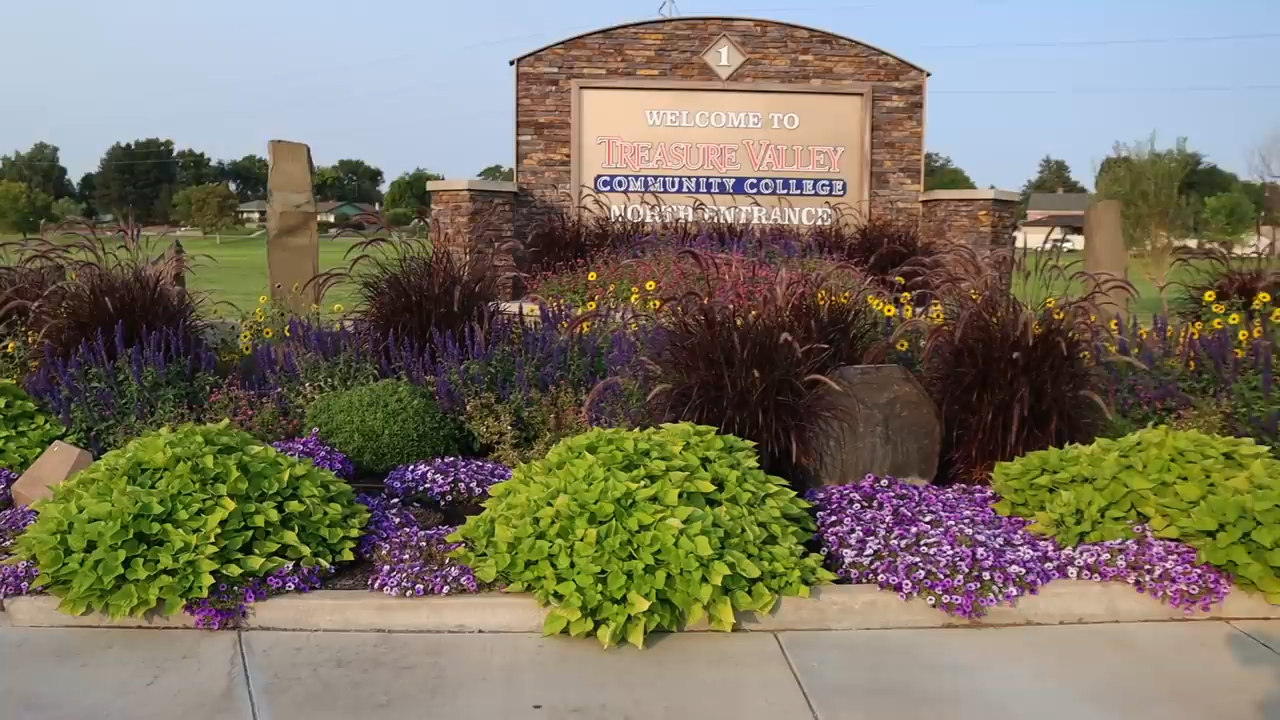 1
WELCOME TO
TREASURE VALLEY
COMMUNITY COLLEGE
NORTH ENTRANCE